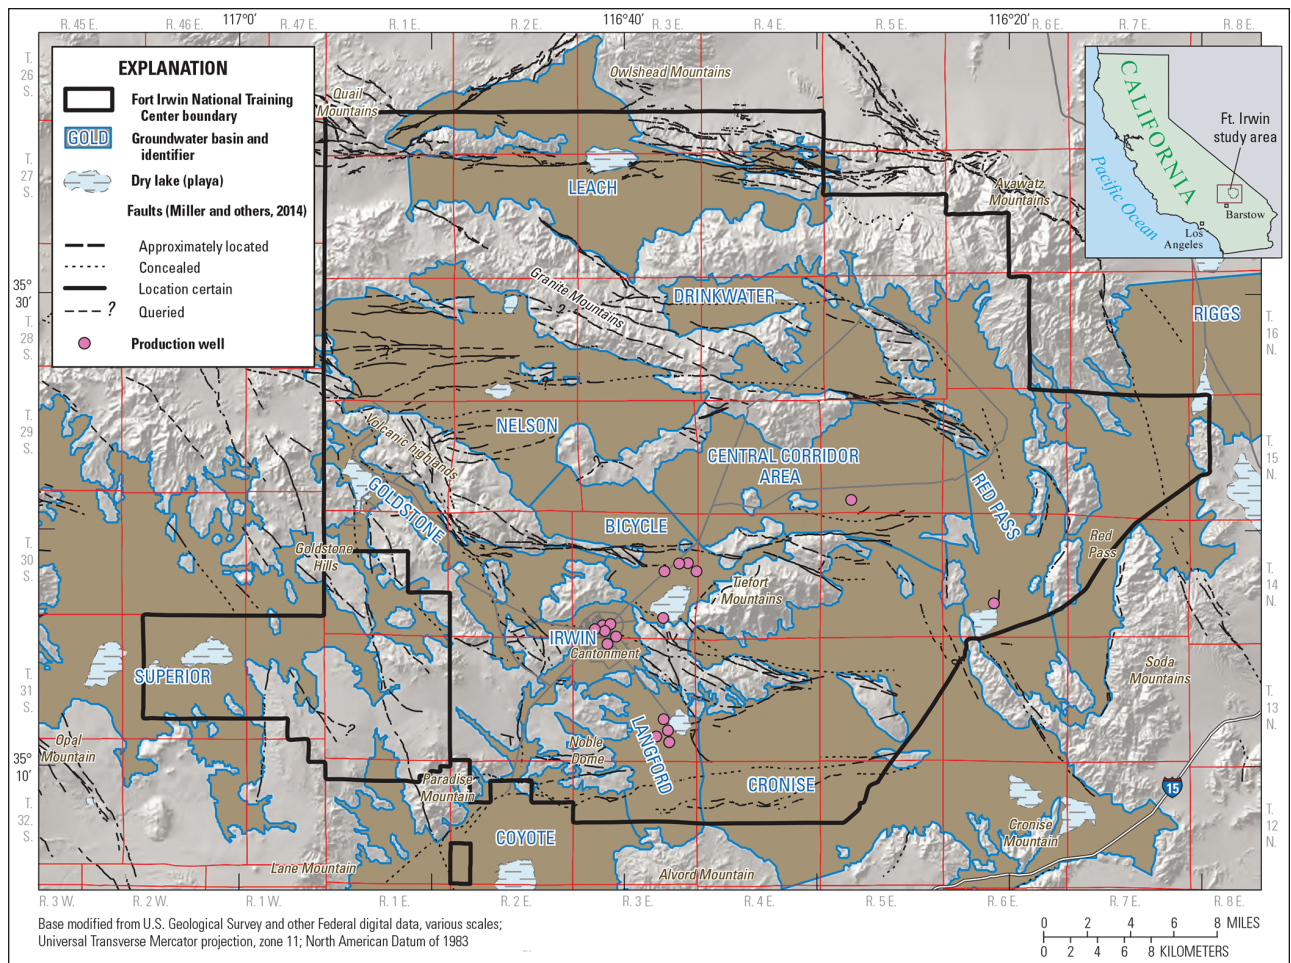 R. 45 E.
R. 46 E.
117°0′
R. 47 E.
R. 1 E.
R. 2 E.
116°40′
R. 3 E.
R. 4 E.
R. 5 E.
116°20′
R. 6 E.
R. 7 E.
R. 8 E.
T.
26
S.
T.
27
S.
35°
30′
T.
28
S.
T.
29
S.
T.
30
S.
T.
31
S.
35°
10′
T.
32.
S.
EXPLANATION
Fort Irwin National Training
Center boundary
GOLD
Groundwater basin and
identifier
Dry lake (playa)
Faults (Miller and others, 2014)
Approximately located
Concealed
Location certain
?
Queried
Production well
Quail
Mountains
Owlshead Mountains
LEACH
Avawatz
Mountains
CALIFORNIA
Pacific Ocean
Ft. Irwin
study area
Barstow
Los
Angeles
Granite Mountains
?
DRINKWATER
RIGGS
NELSON
Volcanic highlands
CENTRAL CORRIDOR
AREA
GOLDSTONE
RED PASS
BICYCLE
Goldstone
Hills
Red
Pass
Tiefort
Mountains
IRWIN
Cantonment
SUPERIOR
Soda
Mountains
?
Opal
Mountain
Noble
Dome
LANGFORD
Paradise
Mountain
CRONISE
15
COYOTE
Cronise
Mountain
Lane Mountain
Alvord Mountain
T.
16
N.
T.
15
N.
T.
14
N.
T.
13
N.
T.
12
N.
R. 3 W.
R. 2 W.
R. 1 W.
R. 1 E.
R. 2 E.
R. 3 E.
R. 4 E.
R. 5 E.
R. 6 E.
R. 7 E.
R. 8 E.
Base modified from U.S. Geological Survey and other Federal digital data, various scales;
Universal Transverse Mercator projection, zone 11; North American Datum of 1983
0 2 4 6 8 MILES
0 2 4 6 8 KILOMETERS